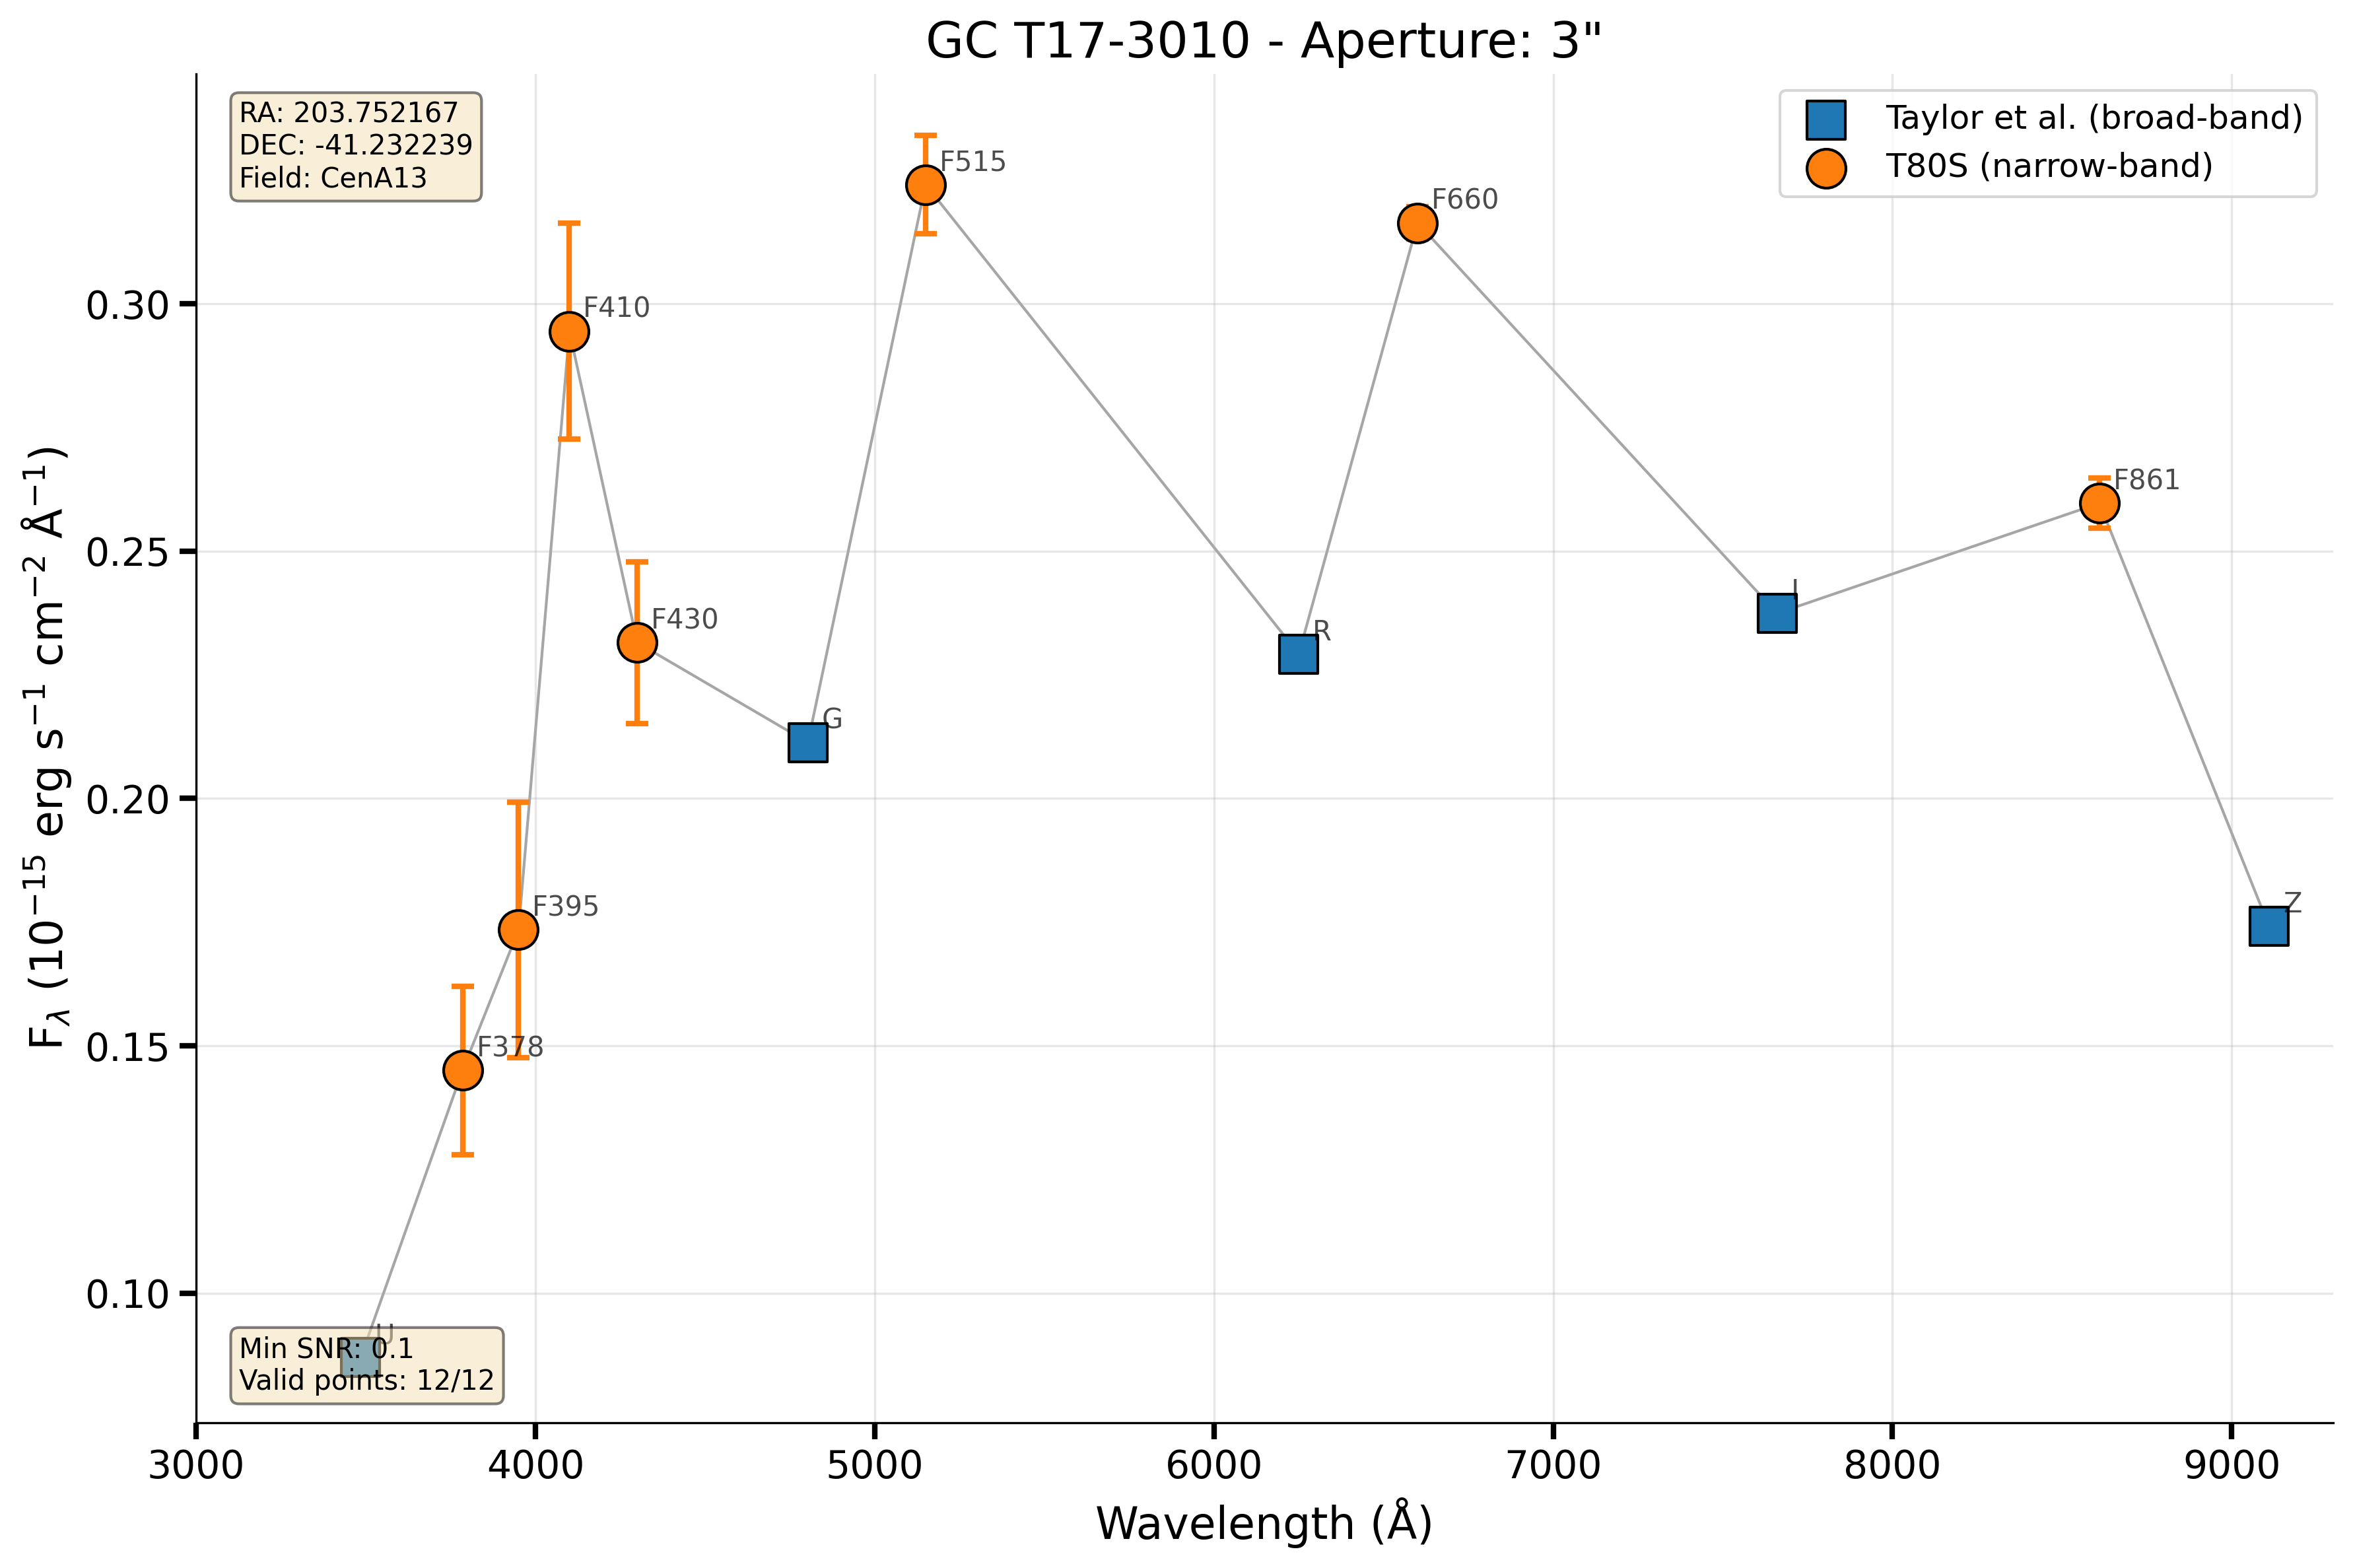 GC T17-3010 - Aperture: 3"
RA: 203.752167
DEC: -41.232239
Field: CenA13
Taylor et al. (broad-band)
T80S (narrow-band)
F515
F660
F410
F861
F430
I
R
G
F395
Z
F378
U
Min SNR: 0.1
Valid points: 12/12
0.30
0.25
0.20
0.15
0.10
F_λ (10⁻¹⁵ erg s⁻¹ cm⁻² Å⁻¹)
3000 4000 5000 6000 7000 8000 9000
Wavelength (Å)